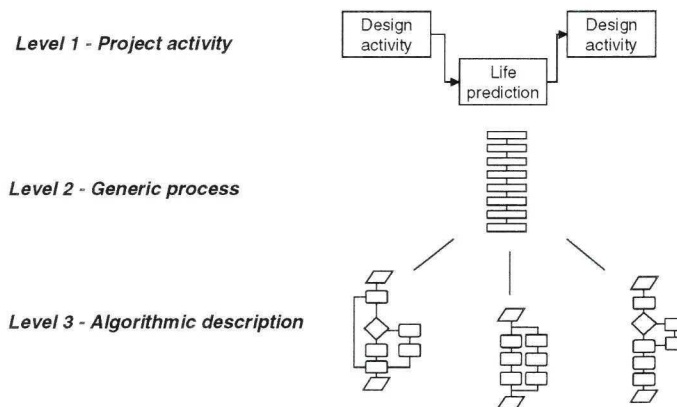 Level 1 - Project activity
Design
activity
Design
activity
Life
prediction
Level 2 - Generic process
Level 3 - Algorithmic description